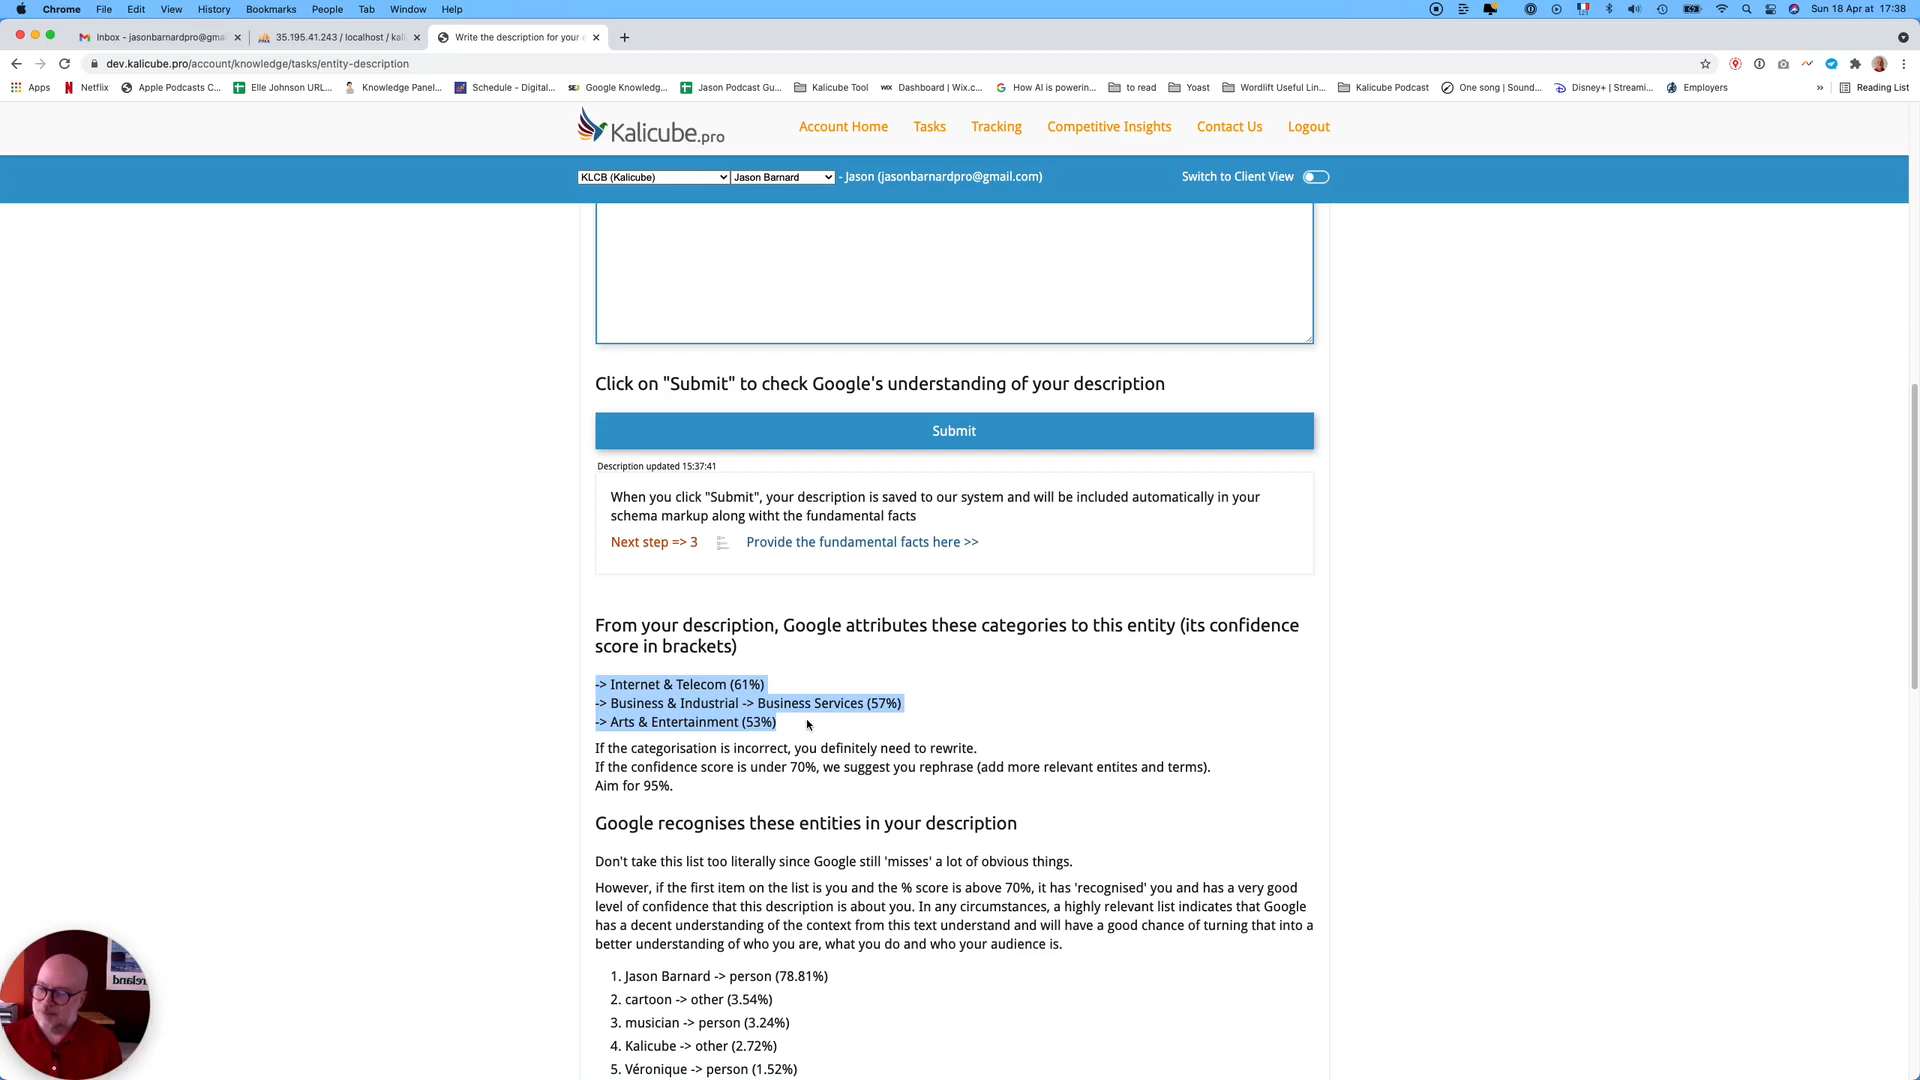 Chrome File Edit View History Bookmarks People Tab Window Help Sun 18 Apr at 17:38
Inbox - jasonbarnardpro@gmai 35.195.41.243 / localhost / kali Write the description for your e
dev.kalicube.pro/account/knowledge/tasks/entity-description
Apps Netflix Apple Podcasts C... Elle Johnson URL... Knowledge Panel... Schedule - Digital... Google Knowledg... Jason Podcast Gu... Kalicube Tool Dashboard | Wix.c... How AI is powerin... to read Yoast Wordlift Useful Lin... Kalicube Podcast One song | Sound... Disney+ | Streami... Employers » Reading List
Kalicube.pro Account Home Tasks Tracking Competitive Insights Contact Us Logout
KLCB (Kalicube) Jason Barnard - Jason (jasonbarnardpro@gmail.com) Switch to Client View
Click on "Submit" to check Google's understanding of your description
Submit
Description updated 15:37:41
When you click "Submit", your description is saved to our system and will be included automatically in your
schema markup along witht the fundamental facts
Next step => 3 Provide the fundamental facts here >>
From your description, Google attributes these categories to this entity (its confidence
score in brackets)
-> Internet & Telecom (61%)
-> Business & Industrial -> Business Services (57%)
-> Arts & Entertainment (53%)
If the categorisation is incorrect, you definitely need to rewrite.
If the confidence score is under 70%, we suggest you rephrase (add more relevant entites and terms).
Aim for 95%.
Google recognises these entities in your description
Don't take this list too literally since Google still 'misses' a lot of obvious things.
However, if the first item on the list is you and the % score is above 70%, it has 'recognised' you and has a very good
level of confidence that this description is about you. In any circumstances, a highly relevant list indicates that Google
has a decent understanding of the context from this text understand and will have a good chance of turning that into a
better understanding of who you are, what you do and who your audience is.
1. Jason Barnard -> person (78.81%)
2. cartoon -> other (3.54%)
3. musician -> person (3.24%)
4. Kalicube -> other (2.72%)
5. Véronique -> person (1.52%)